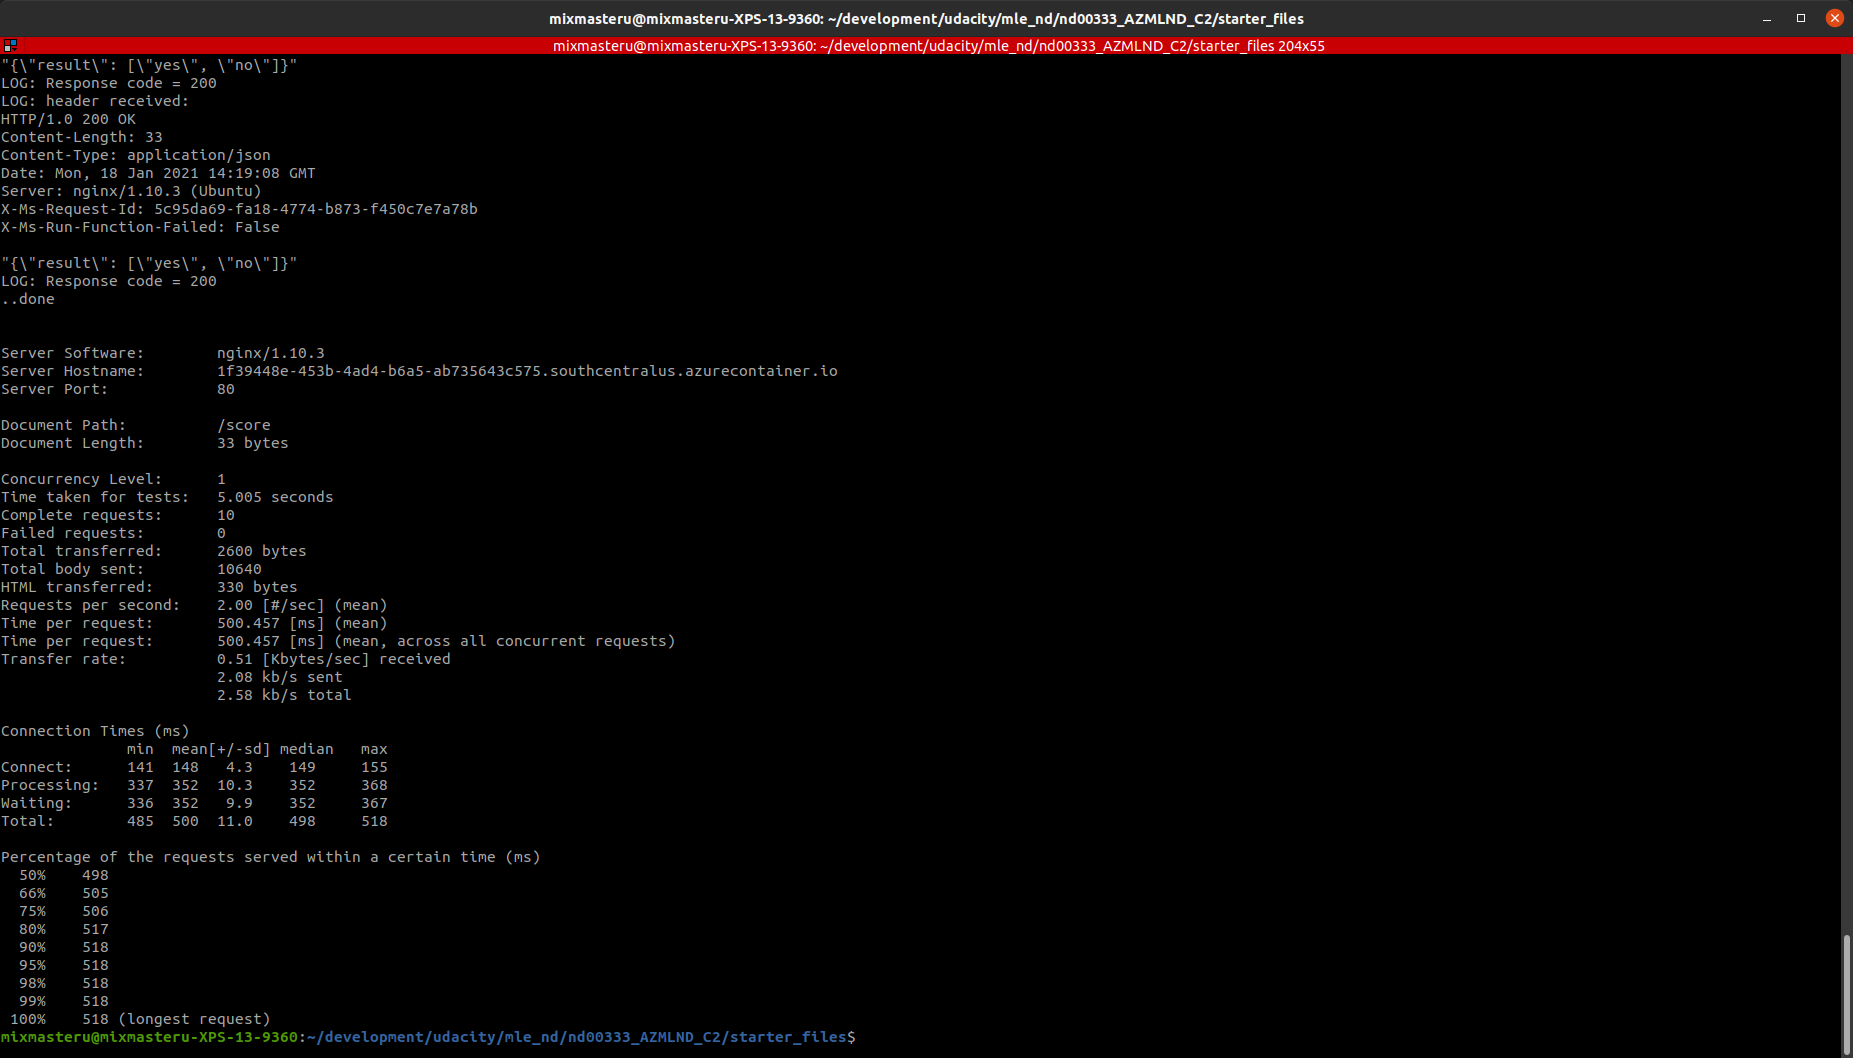 mixmasteru@mixmasteru-XPS-13-9360: ~/development/udacity/mle_nd/nd00333_AZMLND_C2/starter_files
mixmasteru@mixmasteru-XPS-13-9360: ~/development/udacity/mle_nd/nd00333_AZMLND_C2/starter_files 204x55
"{\"result\": [\"yes\", \"no\"]}"
LOG: Response code = 200
LOG: header received:
HTTP/1.0 200 OK
Content-Length: 33
Content-Type: application/json
Date: Mon, 18 Jan 2021 14:19:08 GMT
Server: nginx/1.10.3 (Ubuntu)
X-Ms-Request-Id: 5c95da69-fa18-4774-b873-f450c7e7a78b
X-Ms-Run-Function-Failed: False

"{\"result\": [\"yes\", \"no\"]}"
LOG: Response code = 200
..done


Server Software:        nginx/1.10.3
Server Hostname:        1f39448e-453b-4ad4-b6a5-ab735643c575.southcentralus.azurecontainer.io
Server Port:            80

Document Path:          /score
Document Length:        33 bytes

Concurrency Level:      1
Time taken for tests:   5.005 seconds
Complete requests:      10
Failed requests:        0
Total transferred:      2600 bytes
Total body sent:        10640
HTML transferred:       330 bytes
Requests per second:    2.00 [#/sec] (mean)
Time per request:       500.457 [ms] (mean)
Time per request:       500.457 [ms] (mean, across all concurrent requests)
Transfer rate:          0.51 [Kbytes/sec] received
                        2.08 kb/s sent
                        2.58 kb/s total

Connection Times (ms)
              min  mean[+/-sd] median   max
Connect:      141  148   4.3    149     155
Processing:   337  352  10.3    352     368
Waiting:      336  352   9.9    352     367
Total:        485  500  11.0    498     518

Percentage of the requests served within a certain time (ms)
  50%    498
  66%    505
  75%    506
  80%    517
  90%    518
  95%    518
  98%    518
  99%    518
 100%    518 (longest request)
mixmasteru@mixmasteru-XPS-13-9360:~/development/udacity/mle_nd/nd00333_AZMLND_C2/starter_files$